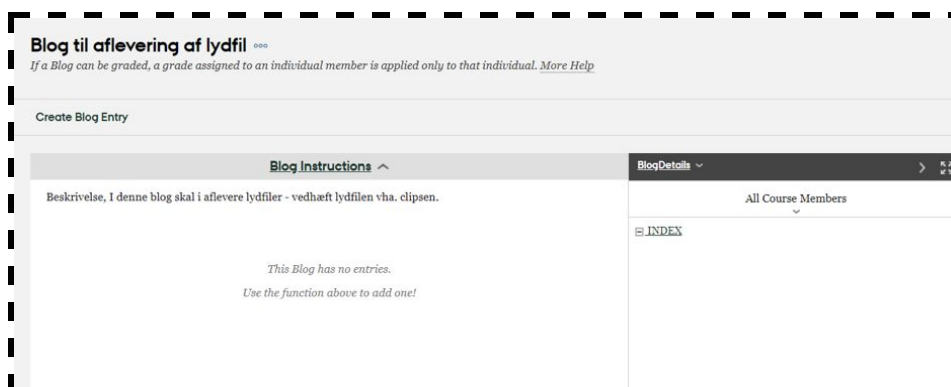 Blog til aflevering af lydfil
If a Blog can be graded, a grade assigned to an individual member is applied only to that individual. More Help
Create Blog Entry
Blog Instructions
Beskrivelse, I denne blog skal i aflevere lydfiler - vedhæft lydfilen vha. clipsen.
This Blog has no entries.
Use the function above to add one!
BlogDetails
All Course Members
INDEX